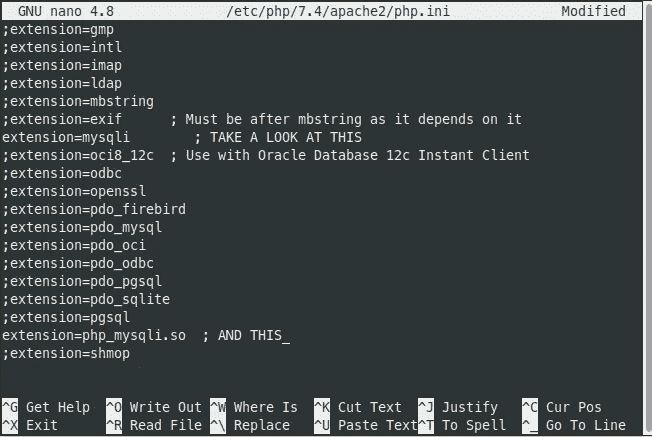 GNU nano 4.8 /etc/php/7.4/apache2/php.ini Modified
;extension=gmp
;extension=intl
;extension=imap
;extension=ldap
;extension=mbstring
;extension=exif ; Must be after mbstring as it depends on it
extension=mysqli ; TAKE A LOOK AT THIS
;extension=oci8_12c ; Use with Oracle Database 12c Instant Client
;extension=odbc
;extension=openssl
;extension=pdo_firebird
;extension=pdo_mysql
;extension=pdo_oci
;extension=pdo_odbc
;extension=pdo_pgsql
;extension=pdo_sqlite
;extension=pgsql
extension=php_mysqli.so ; AND THIS_
;extension=shmop
^G Get Help ^O Write Out ^W Where Is ^K Cut Text ^J Justify ^C Cur Pos
^X Exit ^R Read File ^\ Replace ^U Paste Text ^T To Spell ^_ Go To Line